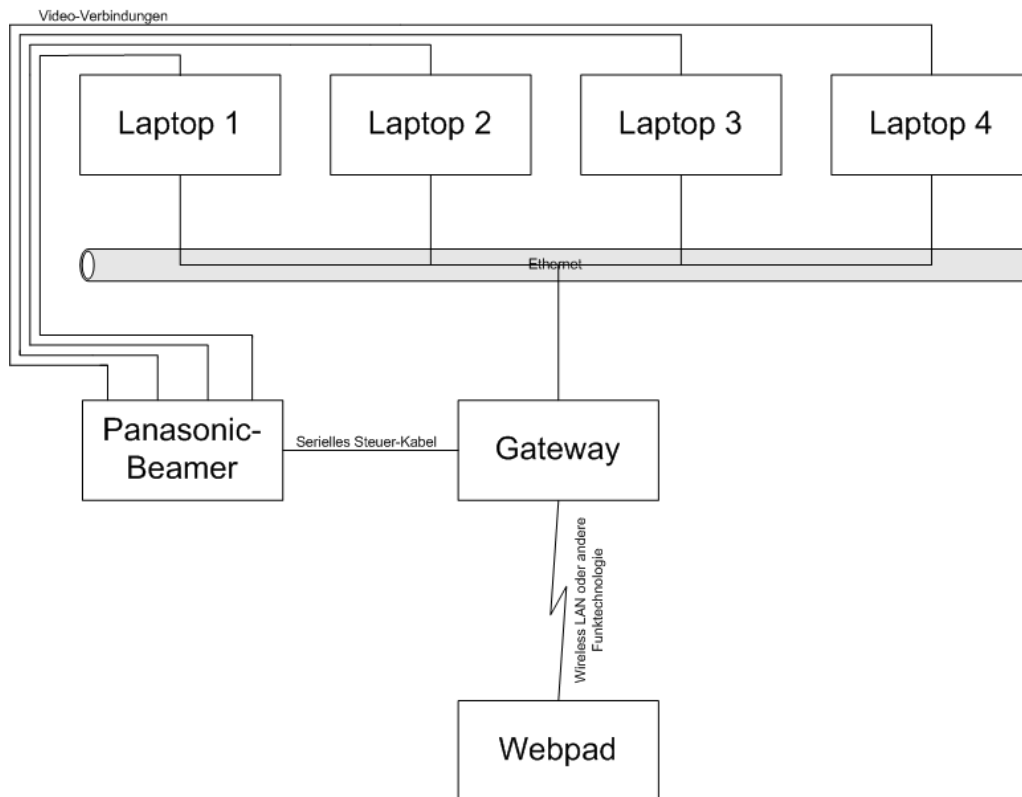 Video-Verbindungen
Laptop 1
Laptop 2
Laptop 3
Laptop 4
Ethernet
Panasonic-
Beamer
Serielles Steuer-Kabel
Gateway
Wireless LAN oder andere
Funktechnologie
Webpad